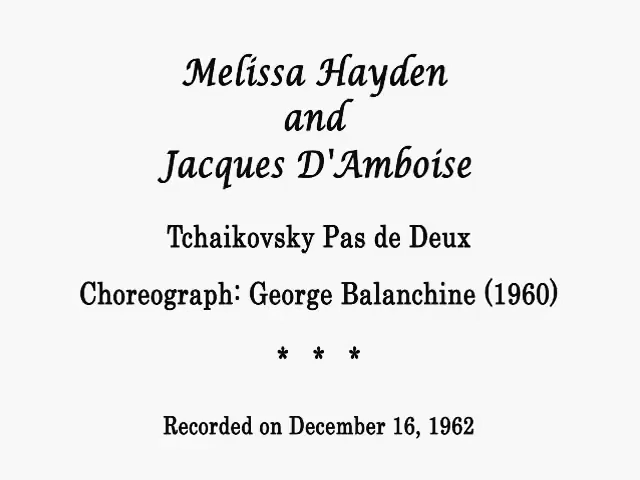 Melissa Hayden
and
Jacques D'Amboise
Tchaikovsky Pas de Deux
Choreograph: George Balanchine (1960)
* * *
Recorded on December 16, 1962